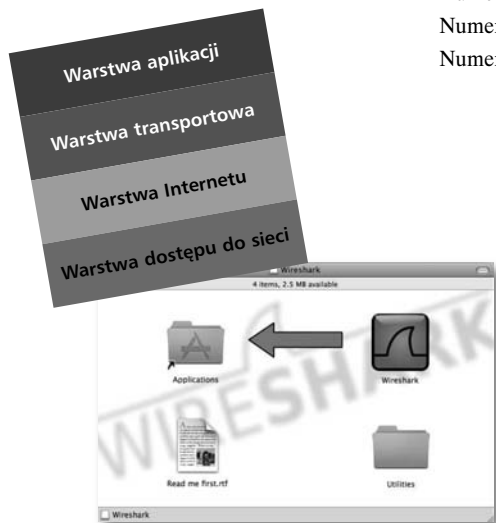 Numer
Numer
Warstwa aplikacji
Warstwa transportowa
Warstwa Internetu
Warstwa dostępu do sieci
Wireshark
4 items, 2.5 MB available
Applications
Wireshark
WIRESHARK
Read me first.rtf
Utilities
Wireshark